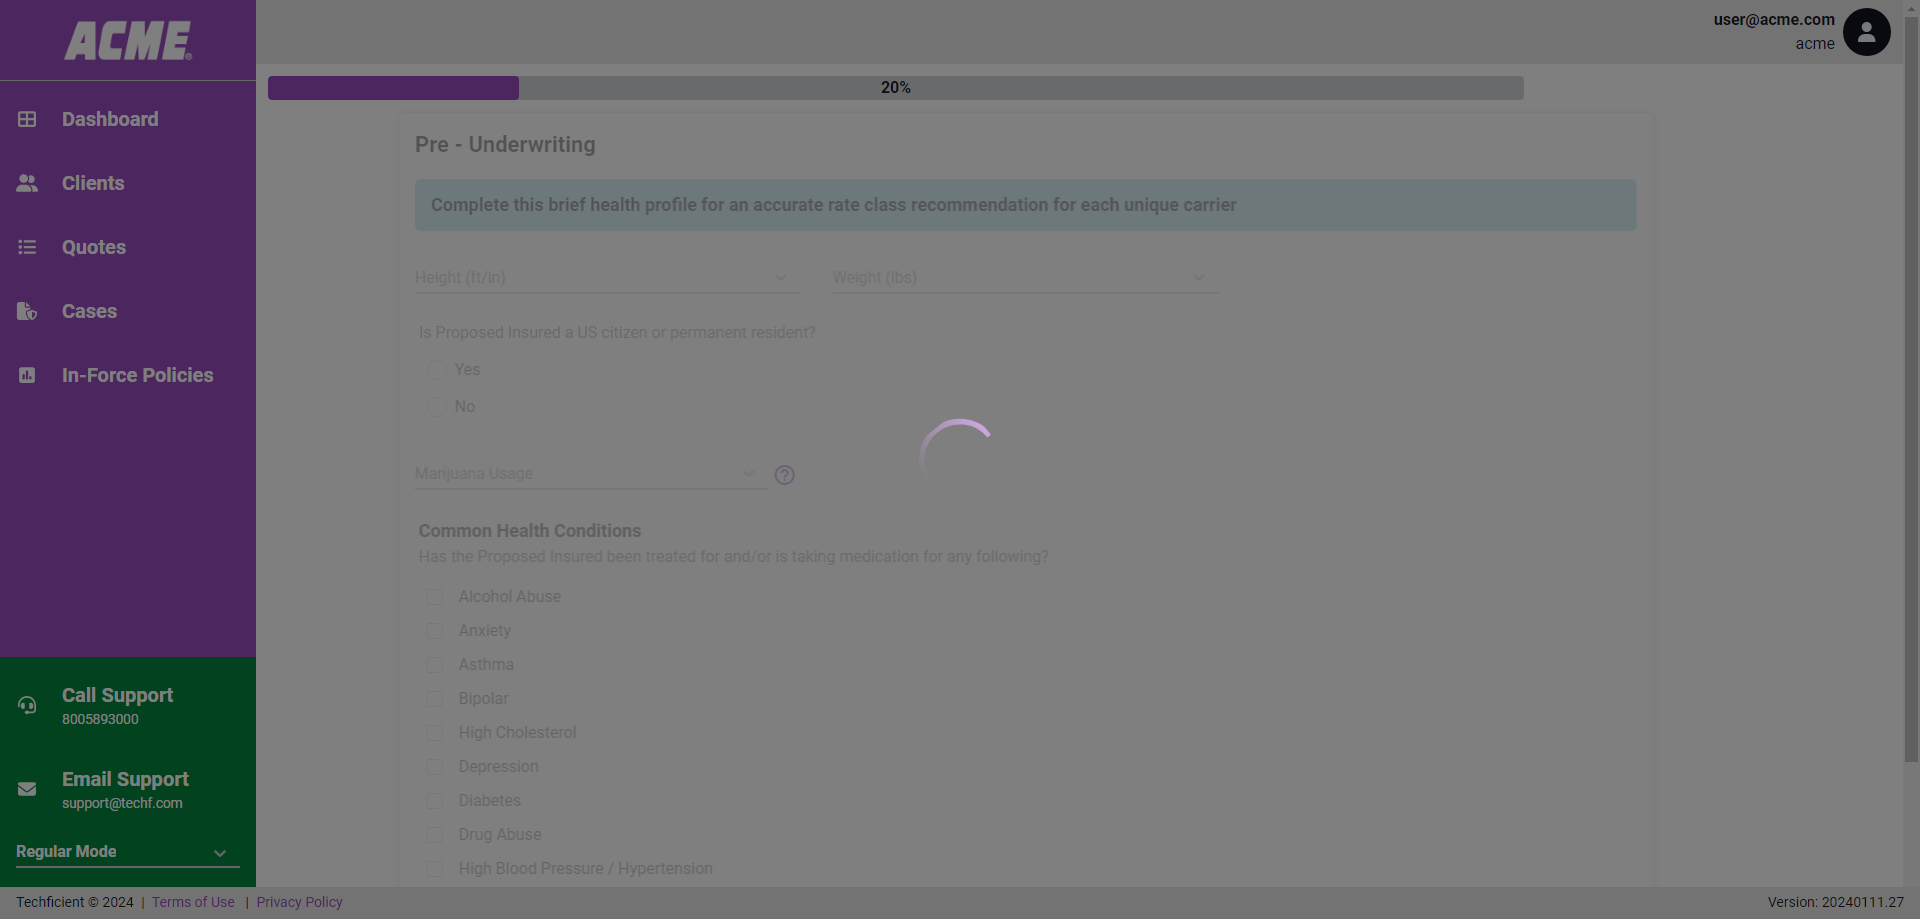 ACME®
user@acme.com
acme
20%
Dashboard
Clients
Quotes
Cases
In-Force Policies
Pre - Underwriting
Complete this brief health profile for an accurate rate class recommendation for each unique carrier
Height (ft/in)
Weight (lbs)
Is Proposed Insured a US citizen or permanent resident?
Yes
No
Marijuana Usage
Common Health Conditions
Has the Proposed Insured been treated for and/or is taking medication for any following?
Alcohol Abuse
Anxiety
Asthma
Bipolar
High Cholesterol
Depression
Diabetes
Drug Abuse
High Blood Pressure / Hypertension
Call Support
8005893000
Email Support
support@techf.com
Regular Mode
Techficient © 2024 | Terms of Use | Privacy Policy
Version: 20240111.27